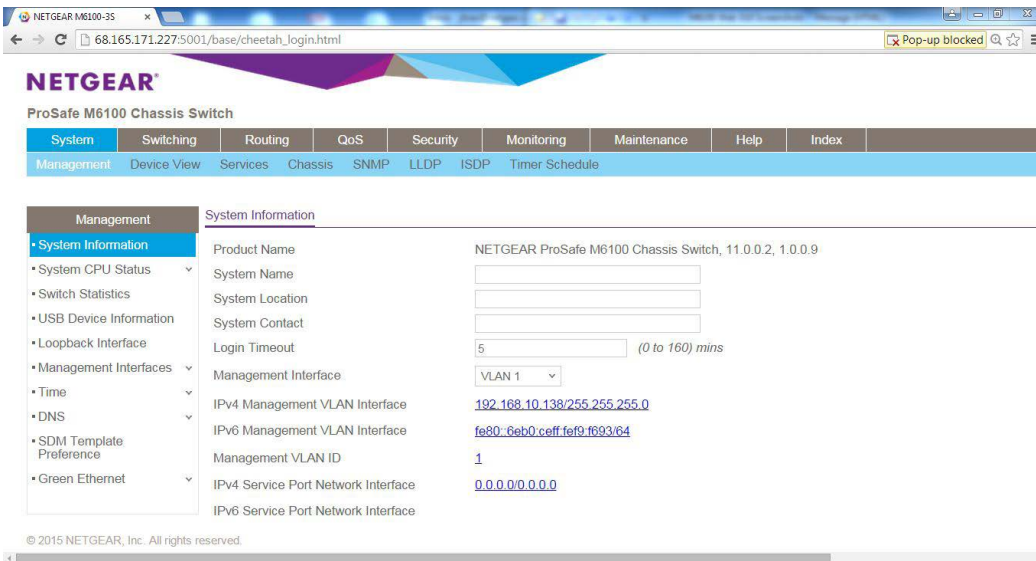 NETGEAR M6100-3S
68.165.171.227:5001/base/cheetah_login.html
Pop-up blocked
NETGEAR®
ProSafe M6100 Chassis Switch
System Switching Routing QoS Security Monitoring Maintenance Help Index
Management Device View Services Chassis SNMP LLDP ISDP Timer Schedule
Management
System Information
System CPU Status
Switch Statistics
USB Device Information
Loopback Interface
Management Interfaces
Time
DNS
SDM Template
Preference
Green Ethernet
System Information
Product Name NETGEAR ProSafe M6100 Chassis Switch, 11.0.0.2, 1.0.0.9
System Name
System Location
System Contact
Login Timeout 5 (0 to 160) mins
Management Interface VLAN 1
IPv4 Management VLAN Interface 192.168.10.138/255.255.255.0
IPv6 Management VLAN Interface fe80::6eb0:ceff:fef9:f693/64
Management VLAN ID 1
IPv4 Service Port Network Interface 0.0.0.0/0.0.0.0
IPv6 Service Port Network Interface
© 2015 NETGEAR, Inc. All rights reserved.